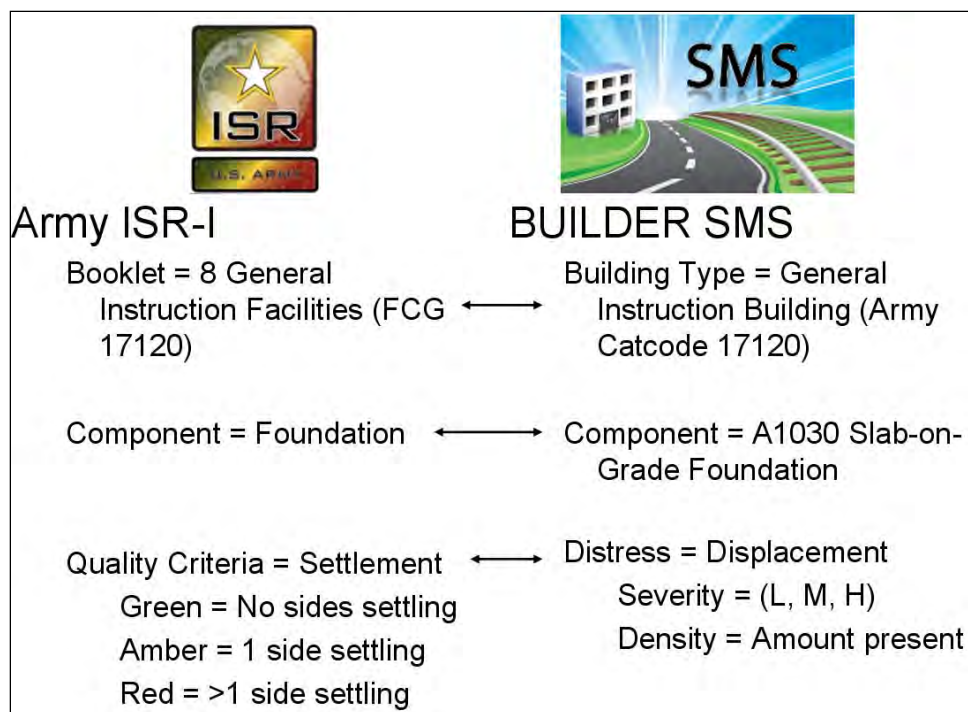 ISR
U.S. ARMY
SMS
Army ISR-I
BUILDER SMS
Booklet = 8 General
Instruction Facilities (FCG
17120)
Building Type = General
Instruction Building (Army
Catcode 17120)
Component = Foundation
Component = A1030 Slab-on-
Grade Foundation
Quality Criteria = Settlement
Green = No sides settling
Amber = 1 side settling
Red = >1 side settling
Distress = Displacement
Severity = (L, M, H)
Density = Amount present